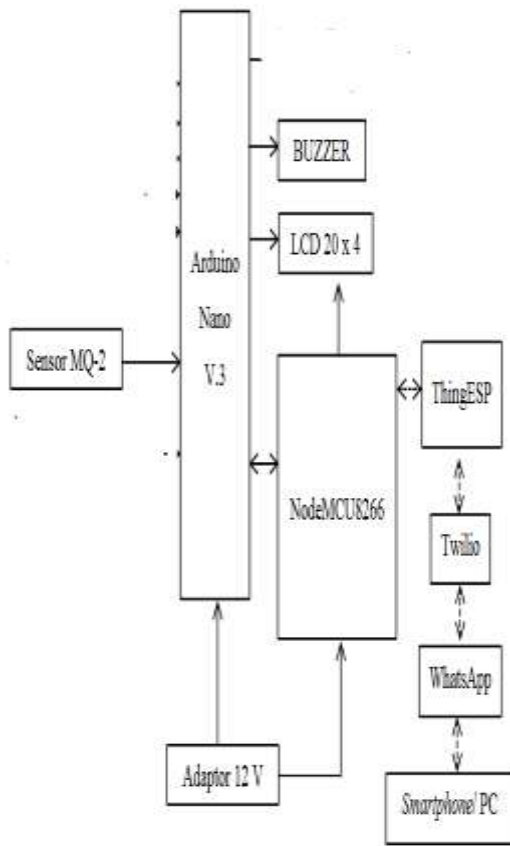 BUZZER
LCD 20 x 4
Arduino
Nano
V.3
Sensor MQ-2
ThingESP
NodeMCU8266
Twilio
WhatsApp
Adaptor 12 V
Smartphone/ PC